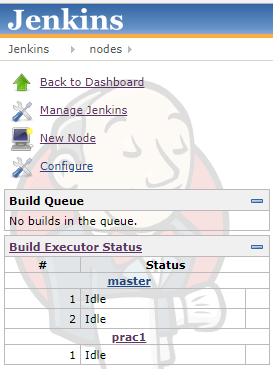 Jenkins
Jenkins nodes
Back to Dashboard
Manage Jenkins
New Node
Configure
Build Queue
No builds in the queue.
Build Executor Status
# Status
master
1 Idle
2 Idle
prac1
1 Idle